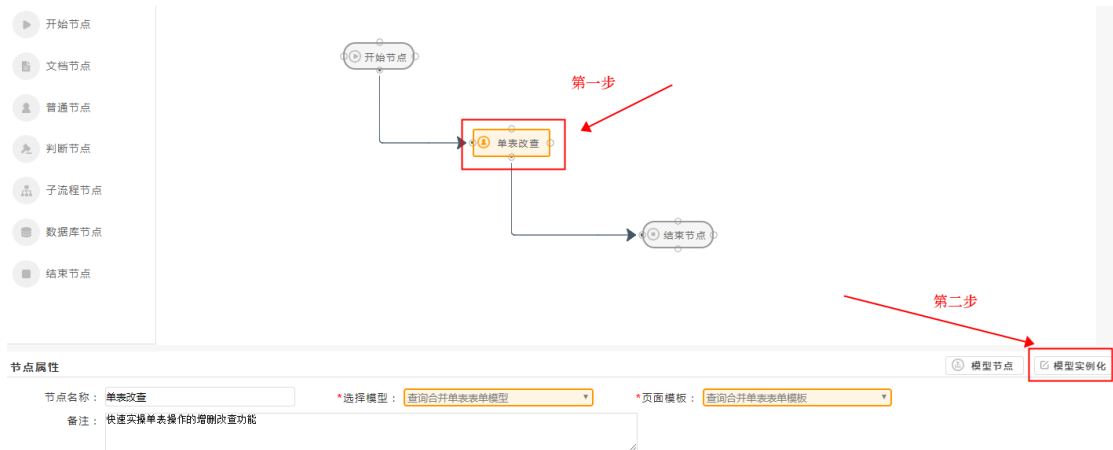 开始节点
文档节点
普通节点
判断节点
子流程节点
数据库节点
结束节点
开始节点
第一步
单表改查
结束节点
第二步
节点属性
模型节点
模型实例化
节点名称： 单表改查
*选择模型： 查询合并单表表单模型
*页面模板： 查询合并单表表单模板
备注： 快速实操单表操作的增删改查功能